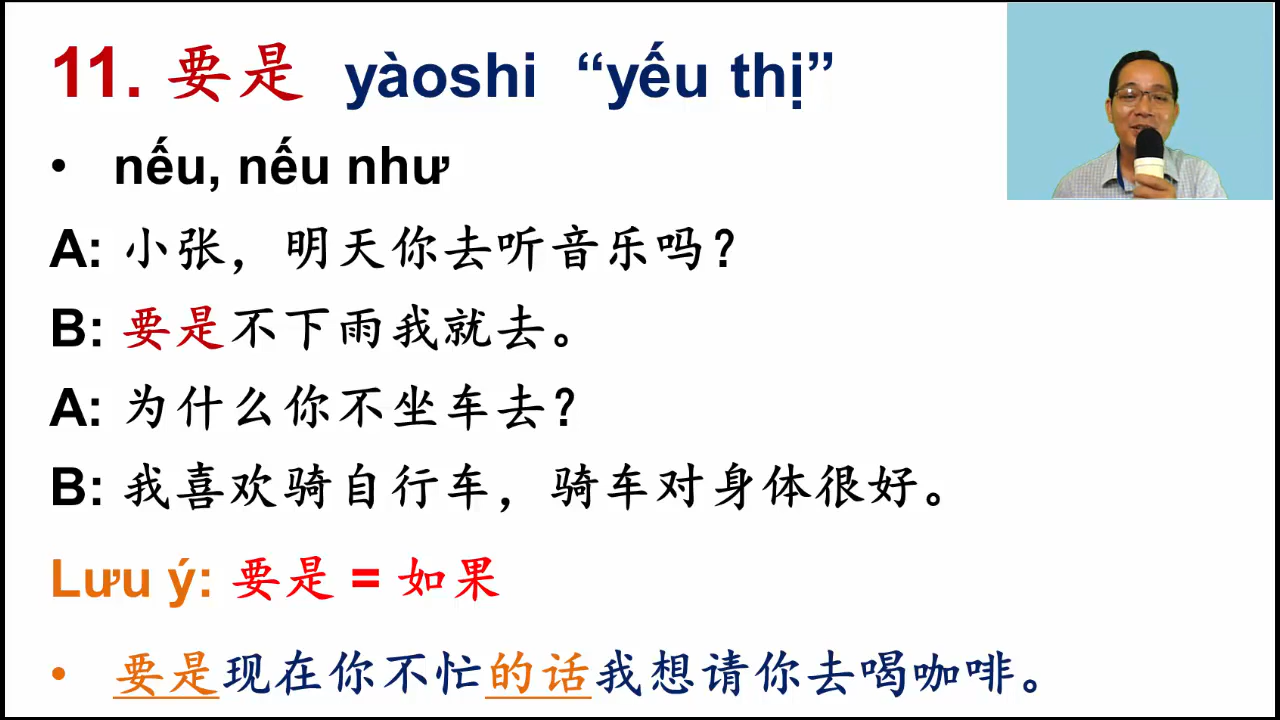 11. 要是 yàoshi “yếu thị”
• nếu, nếu như
A: 小张，明天你去听音乐吗？
B: 要是不下雨我就去。
A: 为什么你不坐车去？
B: 我喜欢骑自行车，骑车对身体很好。
Lưu ý: 要是 = 如果
• 要是现在你不忙的话我想请你去喝咖啡。